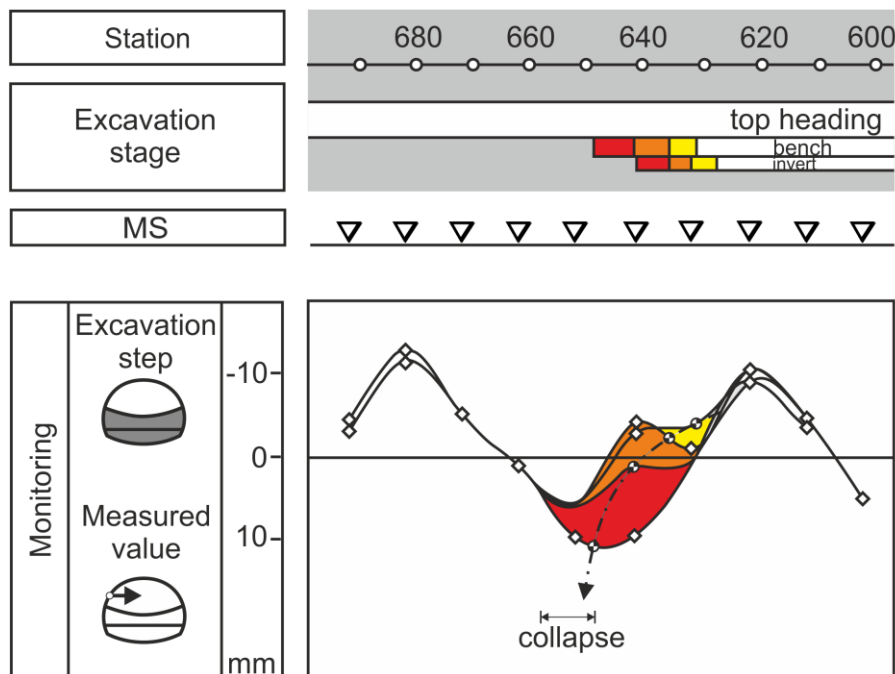 Station
680 660 640 620 600
Excavation
stage
top heading
bench
invert
MS
Monitoring
Excavation
step
Measured
value
-10
0
10
mm
collapse